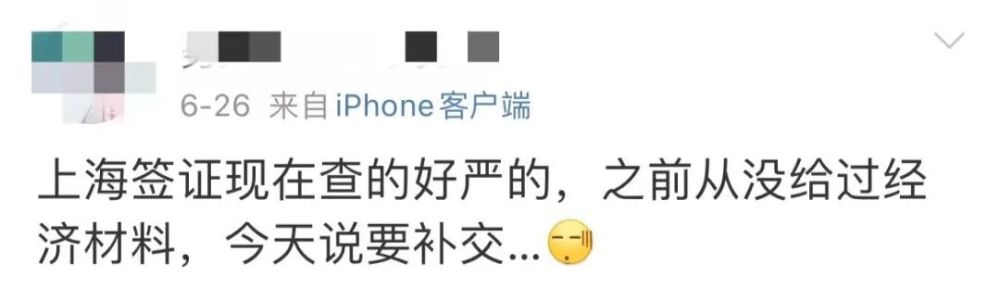 6-26 来自iPhone客户端
上海签证现在查的好严的，之前从没给过经
济材料，今天说要补交...